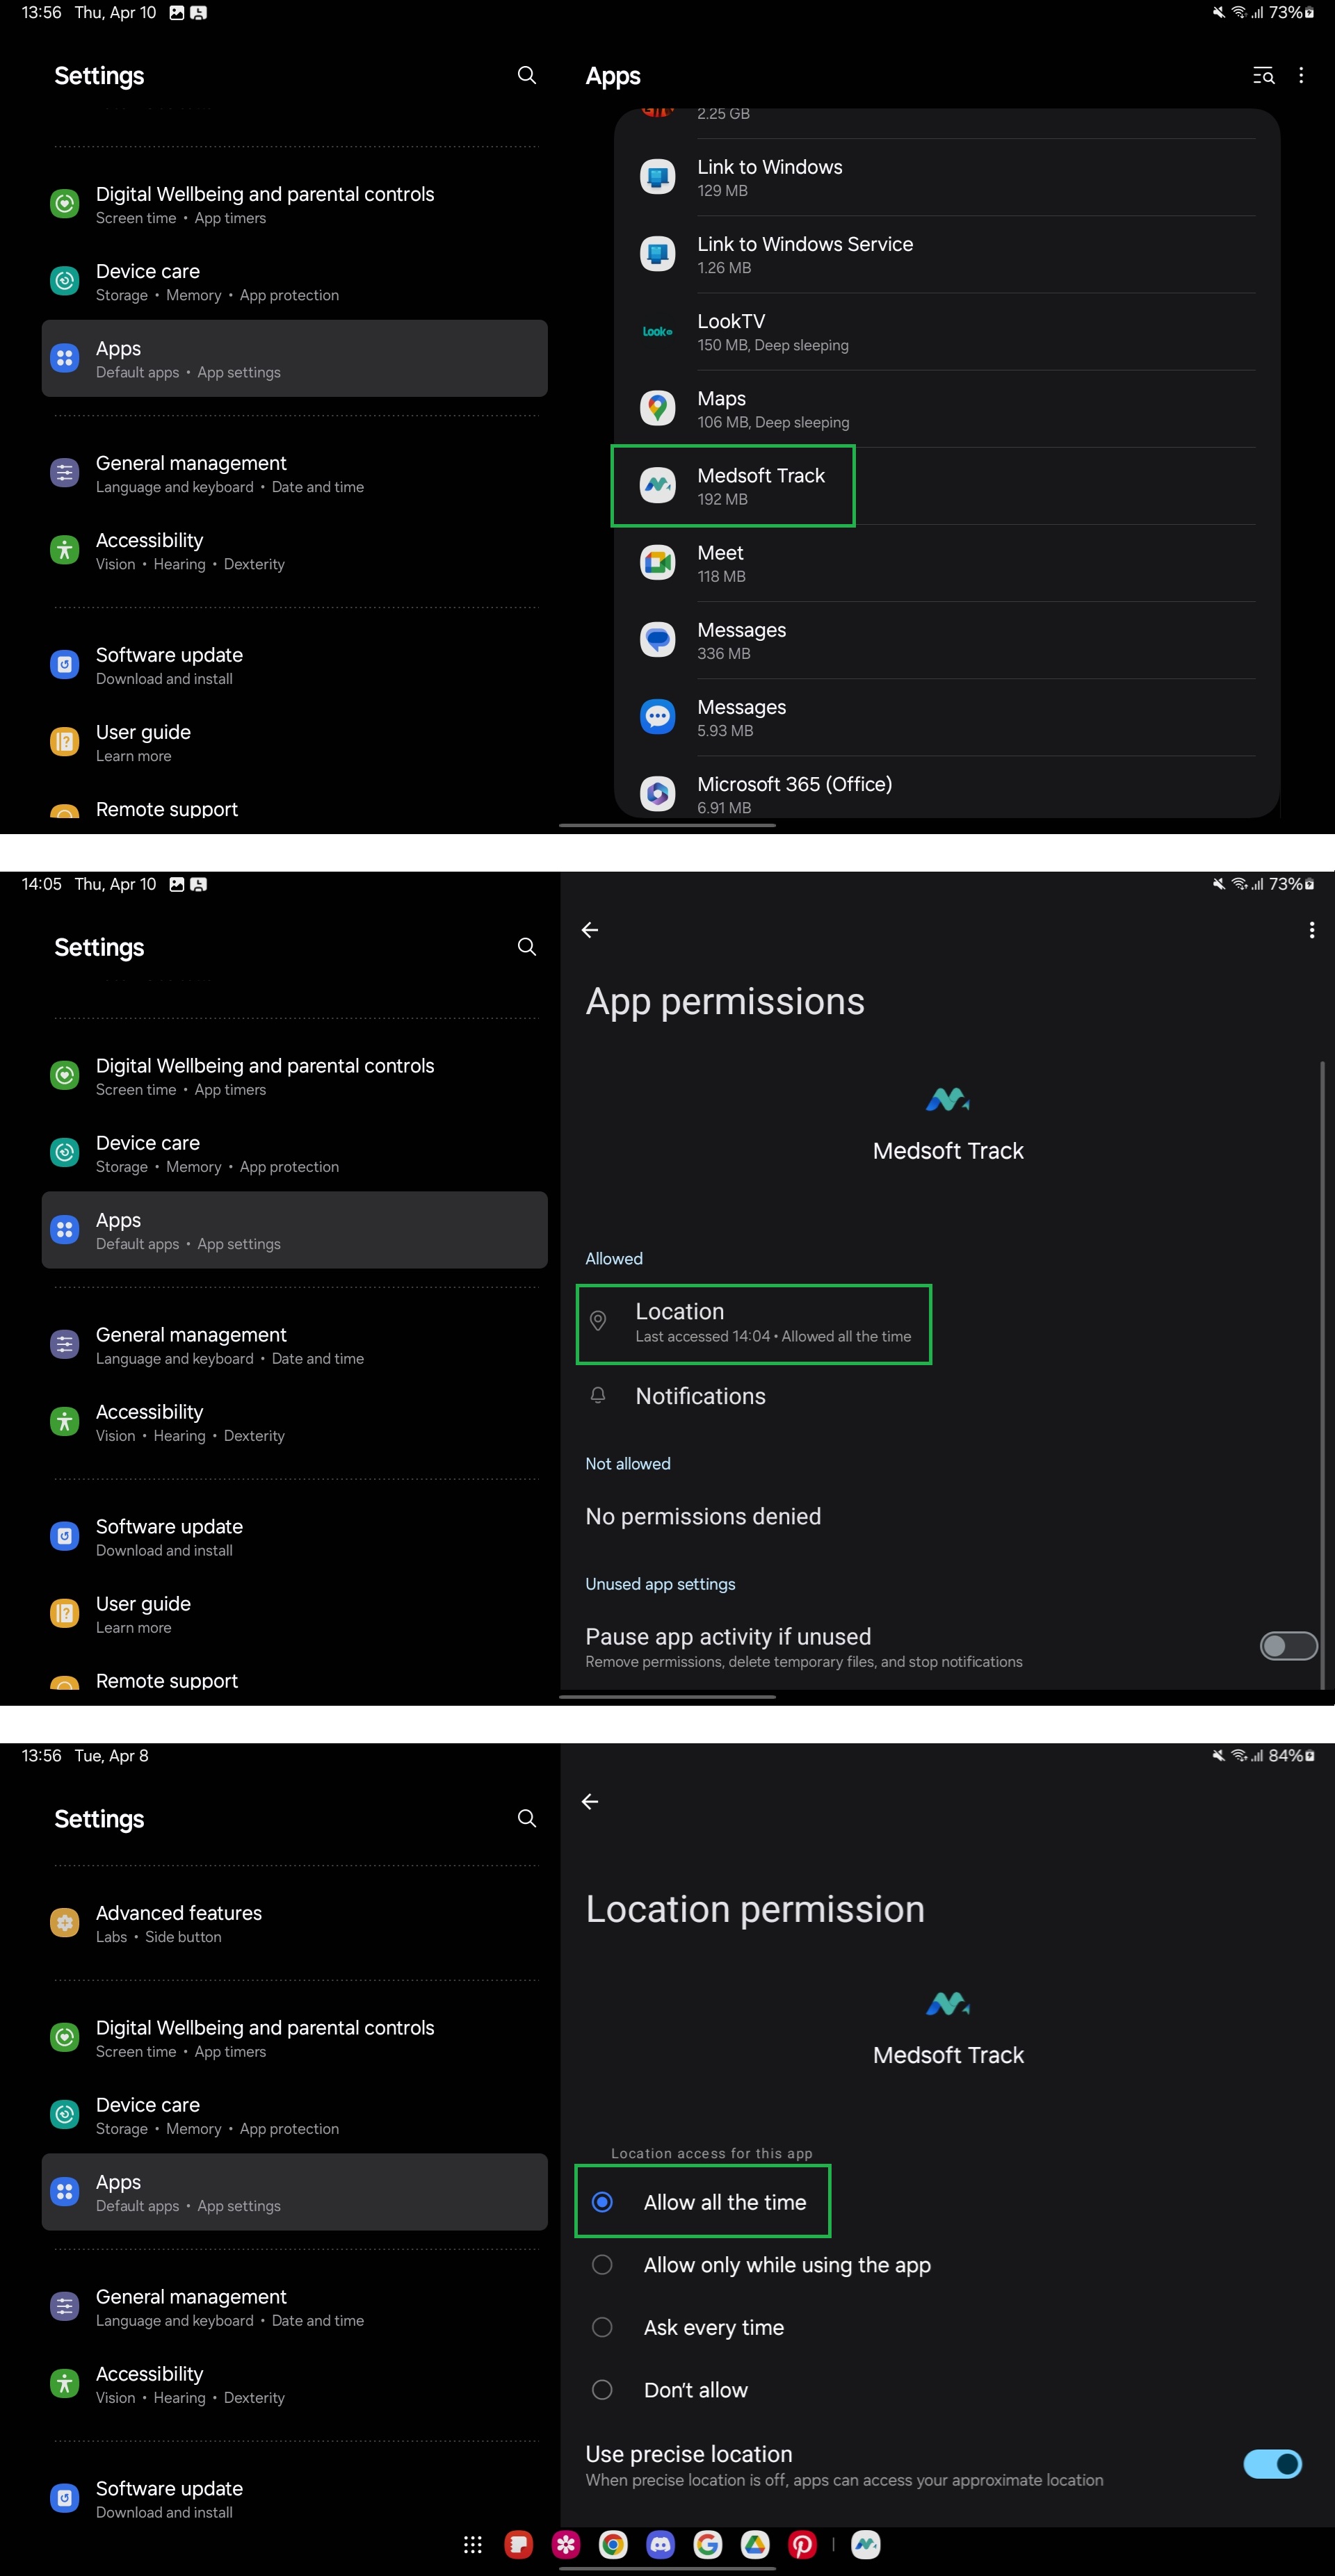 13:56 Thu, Apr 10
73%
Settings
Digital Wellbeing and parental controls
Screen time • App timers
Device care
Storage • Memory • App protection
Apps
Default apps • App settings
General management
Language and keyboard • Date and time
Accessibility
Vision • Hearing • Dexterity
Software update
Download and install
User guide
Learn more
Remote support
Apps
2.25 GB
Link to Windows
129 MB
Link to Windows Service
1.26 MB
Look
LookTV
150 MB, Deep sleeping
Maps
106 MB, Deep sleeping
Medsoft Track
192 MB
Meet
118 MB
Messages
336 MB
Messages
5.93 MB
Microsoft 365 (Office)
6.91 MB
14:05 Thu, Apr 10
73%
Settings
Digital Wellbeing and parental controls
Screen time • App timers
Device care
Storage • Memory • App protection
Apps
Default apps • App settings
General management
Language and keyboard • Date and time
Accessibility
Vision • Hearing • Dexterity
Software update
Download and install
User guide
Learn more
Remote support
App permissions
Medsoft Track
Allowed
Location
Last accessed 14:04 • Allowed all the time
Notifications
Not allowed
No permissions denied
Unused app settings
Pause app activity if unused
Remove permissions, delete temporary files, and stop notifications
13:56 Tue, Apr 8
84%
Settings
Advanced features
Labs • Side button
Digital Wellbeing and parental controls
Screen time • App timers
Device care
Storage • Memory • App protection
Apps
Default apps • App settings
General management
Language and keyboard • Date and time
Accessibility
Vision • Hearing • Dexterity
Software update
Download and install
Location permission
Medsoft Track
Location access for this app
Allow all the time
Allow only while using the app
Ask every time
Don't allow
Use precise location
When precise location is off, apps can access your approximate location